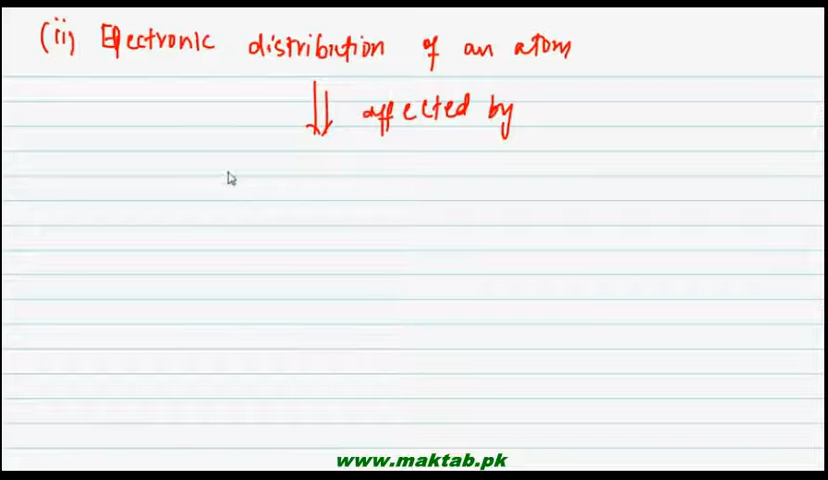 (ii) Electronic distribution of an atom
affected by
www.maktab.pk